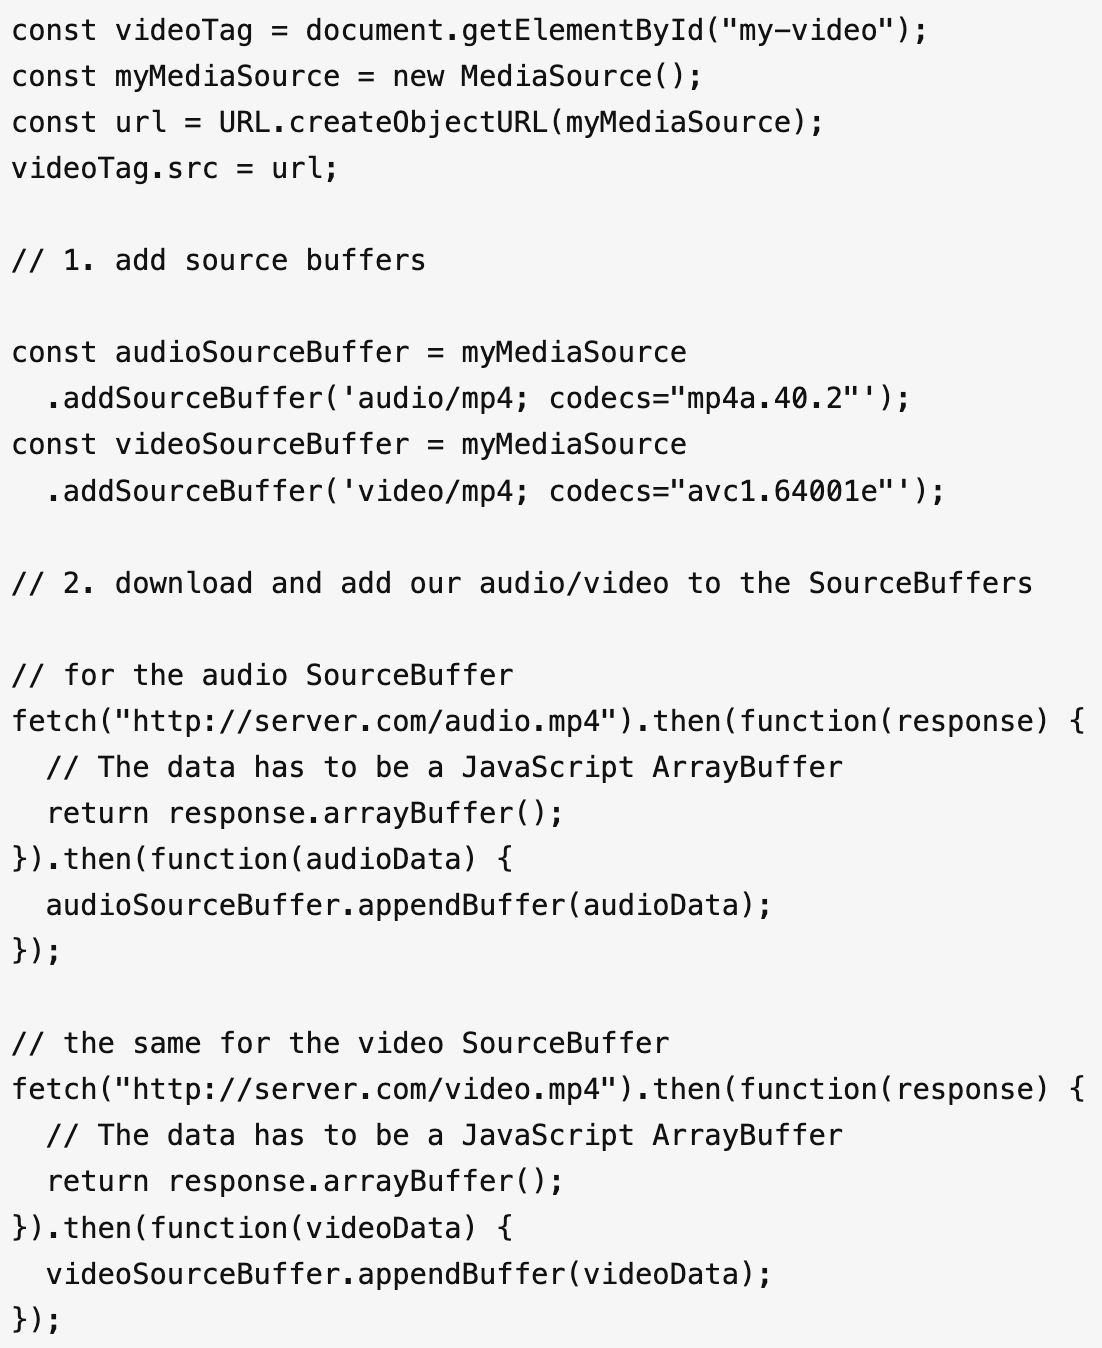 const videoTag = document.getElementById("my-video");
const myMediaSource = new MediaSource();
const url = URL.createObjectURL(myMediaSource);
videoTag.src = url;

// 1. add source buffers

const audioSourceBuffer = myMediaSource
  .addSourceBuffer('audio/mp4; codecs="mp4a.40.2"');
const videoSourceBuffer = myMediaSource
  .addSourceBuffer('video/mp4; codecs="avc1.64001e"');

// 2. download and add our audio/video to the SourceBuffers

// for the audio SourceBuffer
fetch("http://server.com/audio.mp4").then(function(response) {
  // The data has to be a JavaScript ArrayBuffer
  return response.arrayBuffer();
}).then(function(audioData) {
  audioSourceBuffer.appendBuffer(audioData);
});

// the same for the video SourceBuffer
fetch("http://server.com/video.mp4").then(function(response) {
  // The data has to be a JavaScript ArrayBuffer
  return response.arrayBuffer();
}).then(function(videoData) {
  videoSourceBuffer.appendBuffer(videoData);
});